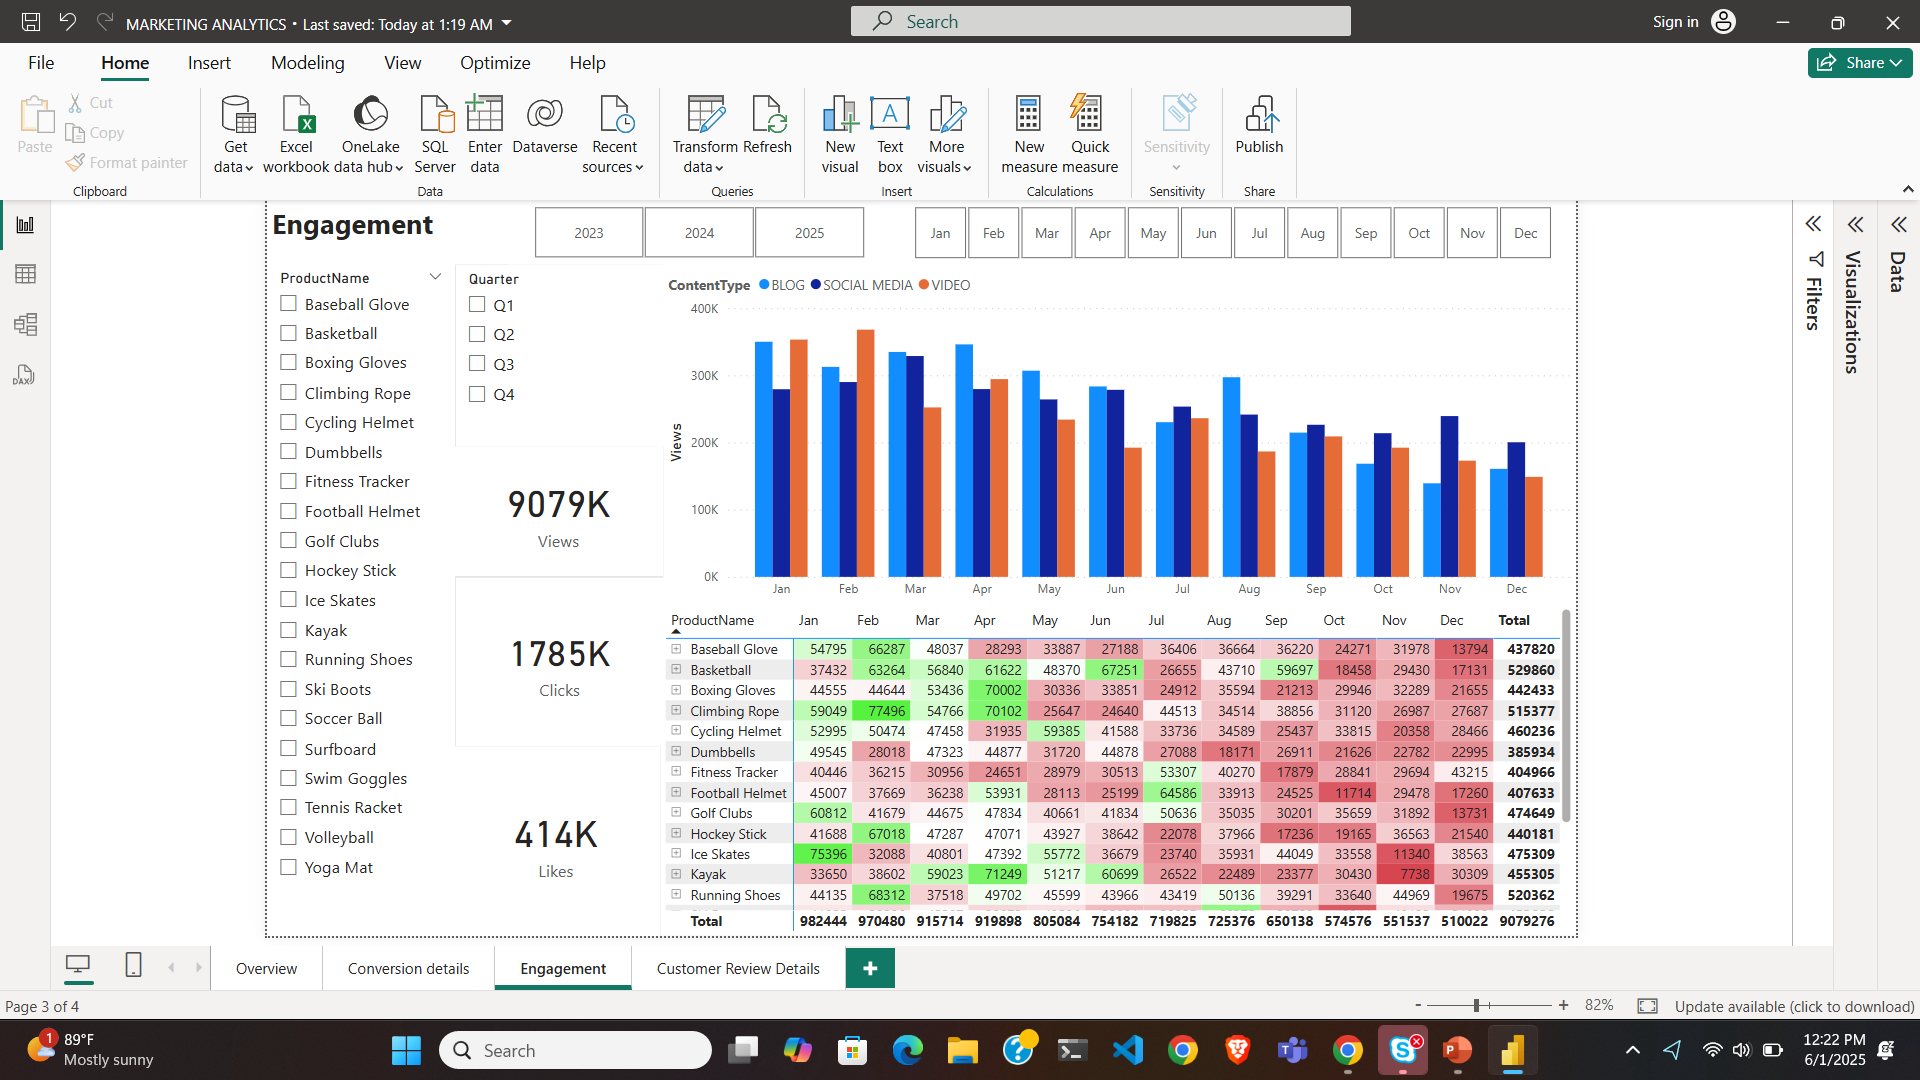 MARKETING ANALYTICS • Last saved: Today at 1:19 AM
Search
Sign in
File Home Insert Modeling View Optimize Help
Share
Paste
Cut
Copy
Format painter
Clipboard
Get data
Excel workbook
OneLake data hub
SQL Server
Enter data
Dataverse
Recent sources
Data
Transform data
Refresh
Queries
New visual
Text box
More visuals
Insert
New measure
Quick measure
Calculations
Sensitivity
Sensitivity
Publish
Share
DAX
Engagement
2023 2024 2025
Jan Feb Mar Apr May Jun Jul Aug Sep Oct Nov Dec
ProductName
Baseball Glove
Basketball
Boxing Gloves
Climbing Rope
Cycling Helmet
Dumbbells
Fitness Tracker
Football Helmet
Golf Clubs
Hockey Stick
Ice Skates
Kayak
Running Shoes
Ski Boots
Soccer Ball
Surfboard
Swim Goggles
Tennis Racket
Volleyball
Yoga Mat
Quarter
Q1
Q2
Q3
Q4
9079K
Views
1785K
Clicks
414K
Likes
ContentType BLOG SOCIAL MEDIA VIDEO
Views
400K
300K
200K
100K
0K
Jan Feb Mar Apr May Jun Jul Aug Sep Oct Nov Dec
ProductName Jan Feb Mar Apr May Jun Jul Aug Sep Oct Nov Dec Total
Baseball Glove 54795 66287 48037 28293 33887 27188 36406 36664 36220 24271 31978 13794 437820
Basketball 37432 63264 56840 61622 48370 67251 26655 43710 59697 18458 29430 17131 529860
Boxing Gloves 44555 44644 53436 70002 30336 33851 24912 35594 21213 29946 32289 21655 442433
Climbing Rope 59049 77496 54766 70102 25647 24640 44513 34514 38856 31120 26987 27687 515377
Cycling Helmet 52995 50474 47458 31935 59385 41588 33736 34589 25437 33815 20358 28466 460236
Dumbbells 49545 28018 47323 44877 31720 44878 27088 18171 26911 21626 22782 22995 385934
Fitness Tracker 40446 36215 30956 24651 28979 30513 53307 40270 17879 28841 29694 43215 404966
Football Helmet 45007 37669 36238 53931 28113 25199 64586 33913 24525 11714 29478 17260 407633
Golf Clubs 60812 41679 44675 47834 40661 41834 50636 35035 30201 35659 31892 13731 474649
Hockey Stick 41688 67018 47287 47071 43927 38642 22078 37966 17236 19165 36563 21540 440181
Ice Skates 75396 32088 40801 47392 55772 36679 23740 35931 44049 33558 11340 38563 475309
Kayak 33650 38602 59023 71249 51217 60699 26522 22489 23377 30430 7738 30309 455305
Running Shoes 44135 68312 37518 49702 45599 43966 43419 50136 39291 33640 44969 19675 520362
Total 982444 970480 915714 919898 805084 754182 719825 725376 650138 574576 551537 510022 9079276
Filters
Visualizations
Data
Overview Conversion details Engagement Customer Review Details
Page 3 of 4
- + 82%
Update available (click to download)
1
89°F
Mostly sunny
Search
12:22 PM
6/1/2025